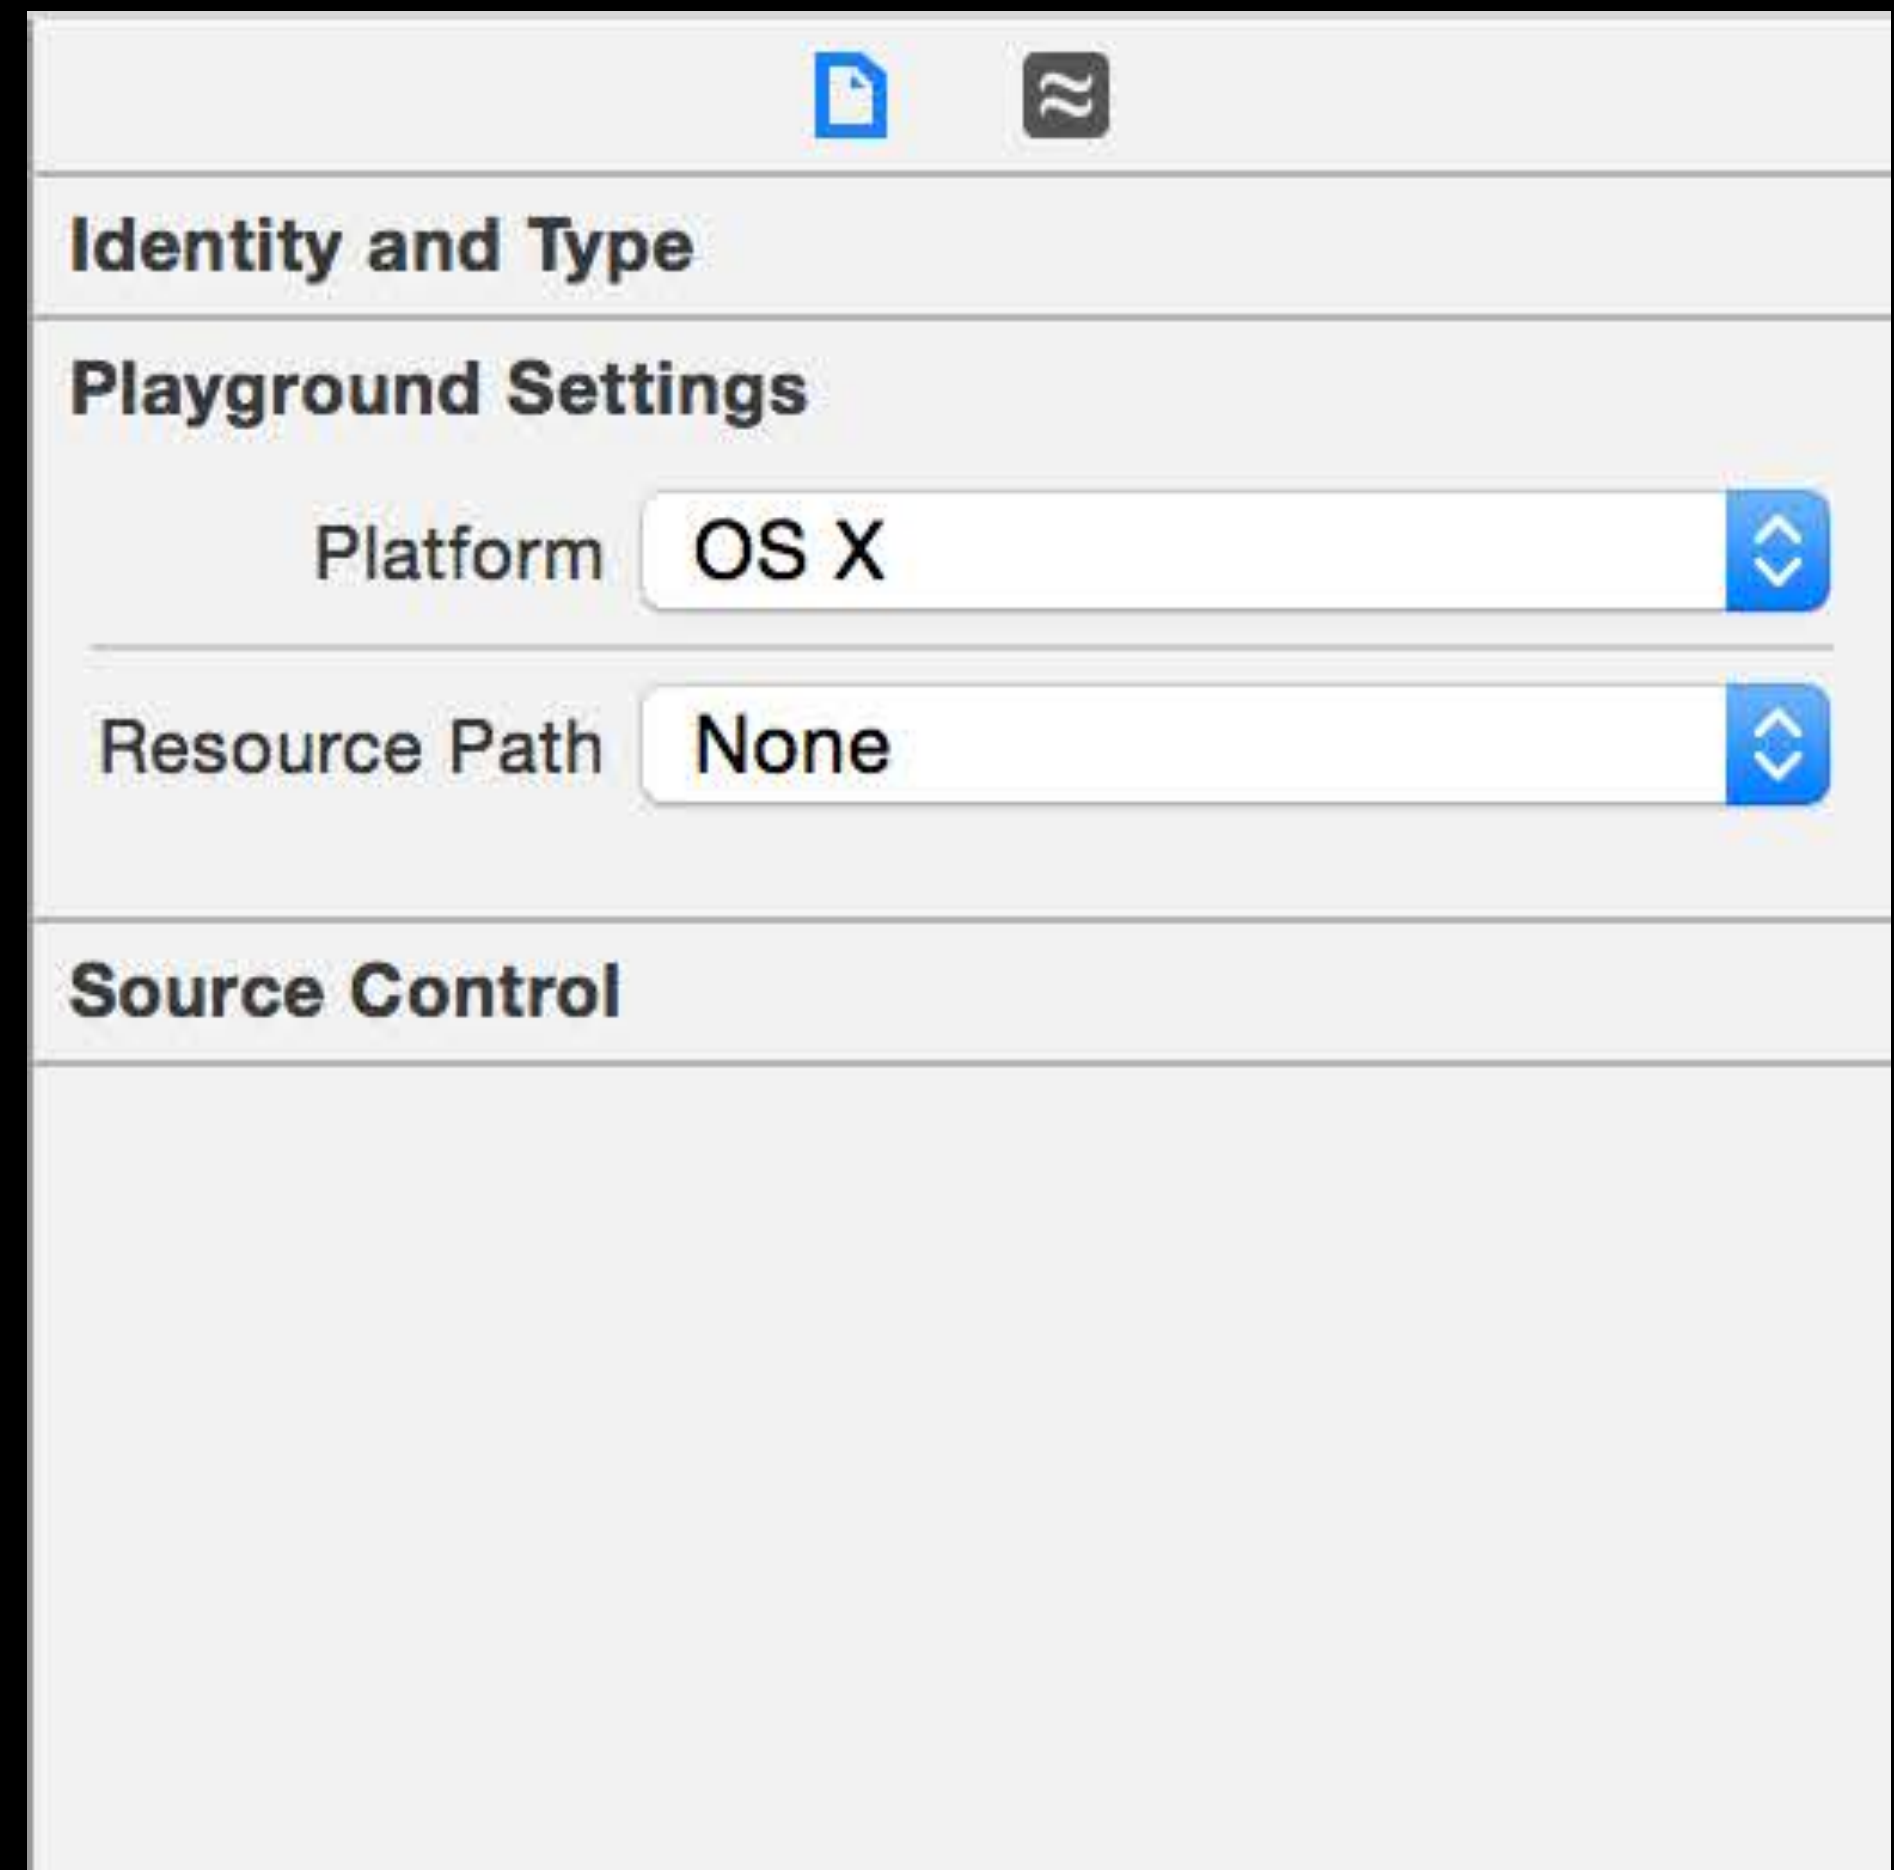 Identity and Type
Playground Settings
Platform OS X
Resource Path None
Source Control